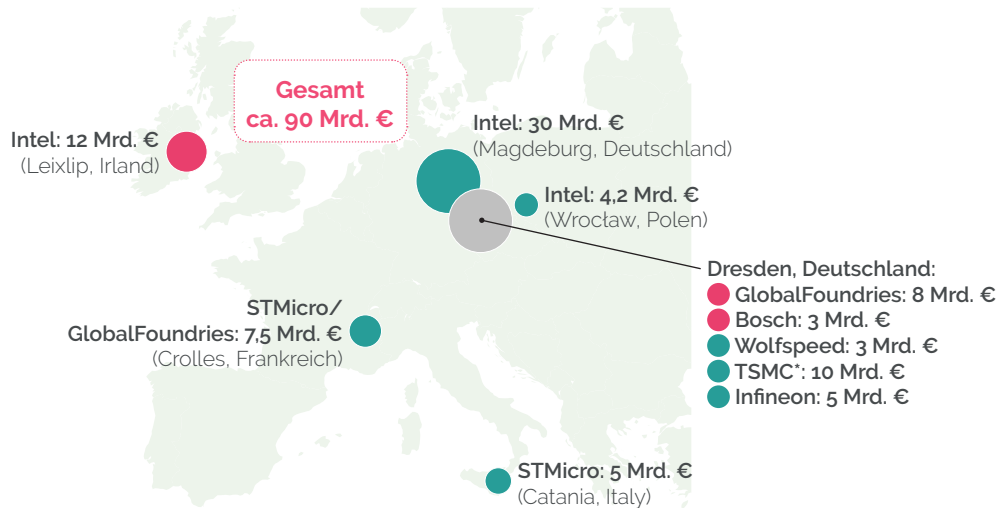 Gesamt
ca. 90 Mrd. €
Intel: 12 Mrd. €
(Leixlip, Irland)
Intel: 30 Mrd. €
(Magdeburg, Deutschland)
Intel: 4,2 Mrd. €
(Wrocław, Polen)
Dresden, Deutschland:
GlobalFoundries: 8 Mrd. €
Bosch: 3 Mrd. €
Wolfspeed: 3 Mrd. €
TSMC*: 10 Mrd. €
Infineon: 5 Mrd. €
STMicro/
GlobalFoundries: 7,5 Mrd. €
(Crolles, Frankreich)
STMicro: 5 Mrd. €
(Catania, Italy)